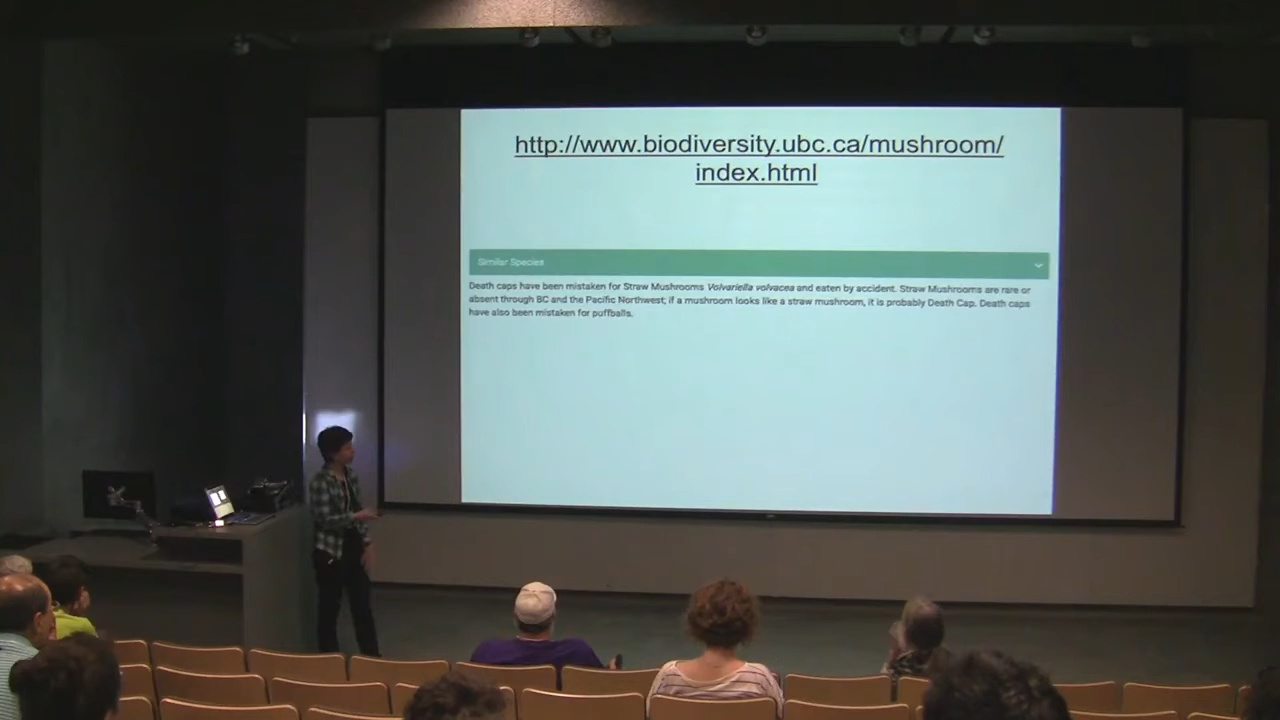 http://www.biodiversity.ubc.ca/mushroom/
index.html
Similar Species
Death caps have been mistaken for Straw Mushrooms Volvariella volvacea and eaten by accident. Straw Mushrooms are rare or
absent through BC and the Pacific Northwest; if a mushroom looks like a straw mushroom, it is probably Death Cap. Death caps
have also been mistaken for puffballs.